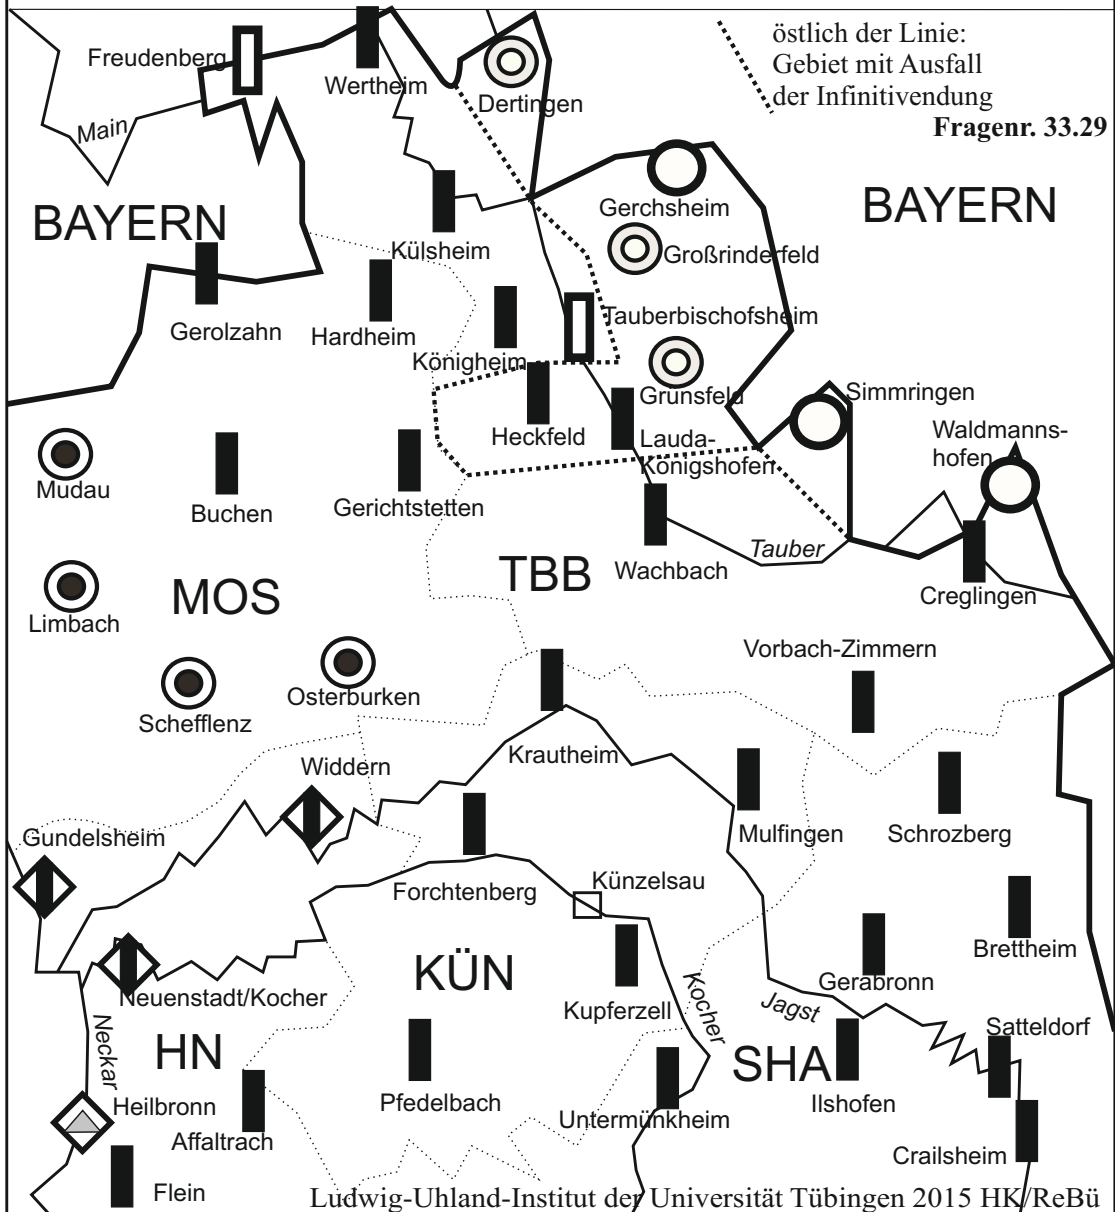 östlich der Linie:
Gebiet mit Ausfall
der Infinitivendung
Fragenr. 33.29
Freudenberg
Wertheim
Dertingen
Main
BAYERN
BAYERN
Gerchsheim
Külsheim
Großrinderfeld
Gerolzahn
Hardheim
Tauberbischofsheim
Königheim
Grünsfeld
Simmringen
Heckfeld
Lauda-
Königshofen
Waldmanns-
hofen
Mudau
Buchen
Gerichtstetten
Tauber
Wachbach
TBB
MOS
Limbach
Creglingen
Vorbach-Zimmern
Osterburken
Schefflenz
Krautheim
Widdern
Gundelsheim
Mulfingen
Schrozberg
Forchtenberg
Künzelsau
Brettheim
KÜN
Gerabronn
Neuenstadt/Kocher
Kupferzell
Kocher
Jagst
Neckar
HN
SHA
Satteldorf
Heilbronn
Pfedelbach
Ilshofen
Affaltrach
Untermünkheim
Crailsheim
Flein
Ludwig-Uhland-Institut der Universität Tübingen 2015 HK/ReBü